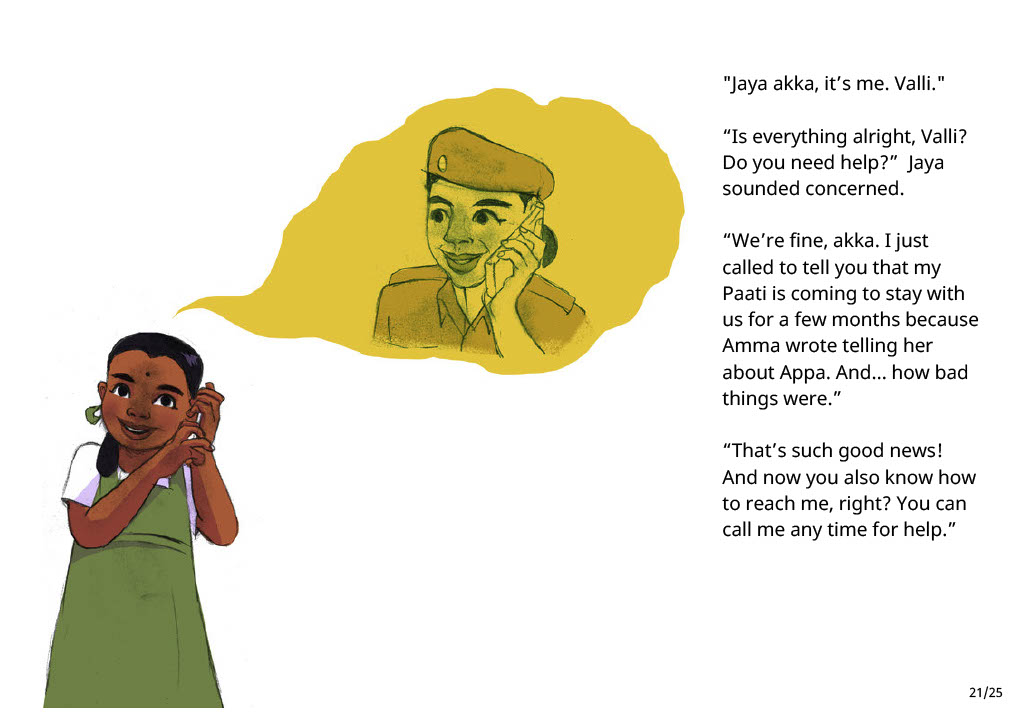 "Jaya akka, it’s me. Valli."
“Is everything alright, Valli?
Do you need help?”  Jaya
sounded concerned.
“We’re fine, akka. I just
called to tell you that my
Paati is coming to stay with
us for a few months because
Amma wrote telling her
about Appa. And... how bad
things were.”
“That’s such good news!
And now you also know how
to reach me, right? You can
call me any time for help.”
21/25